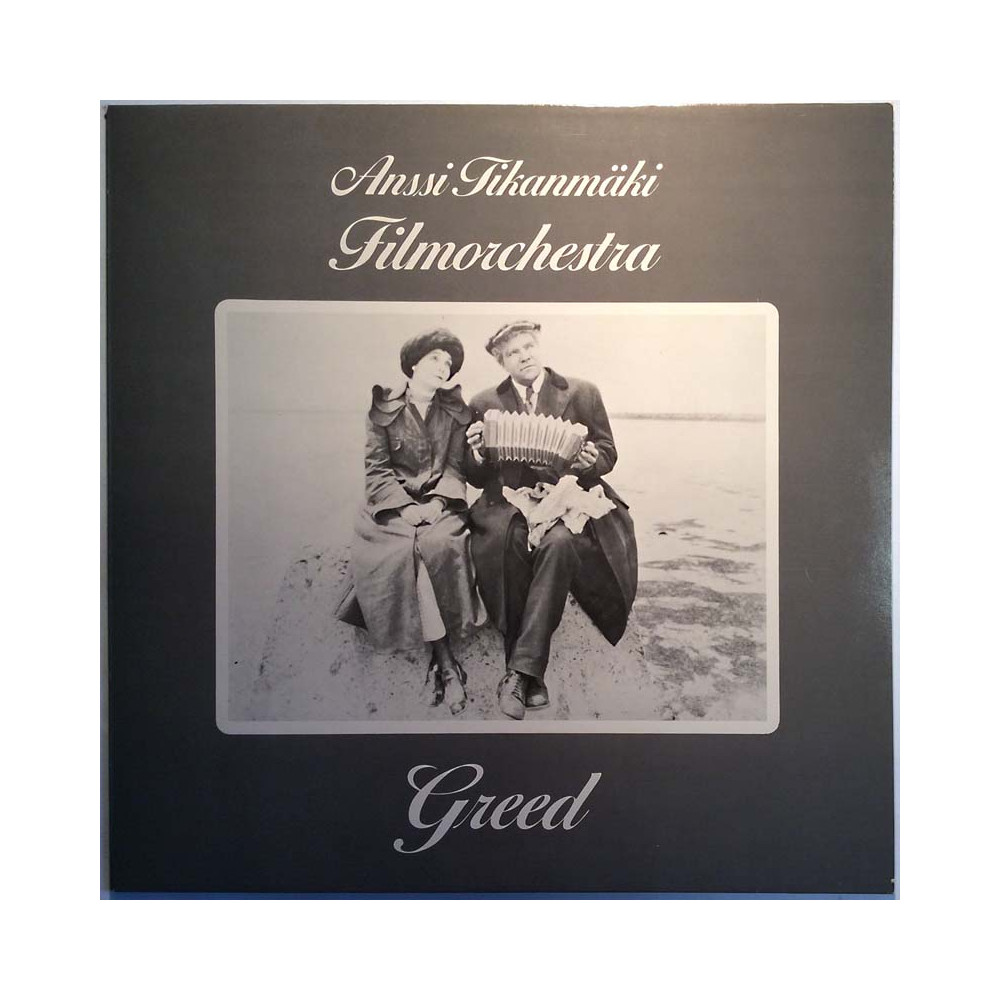 Anssi Tikanmäki
Filmorchestra
Greed